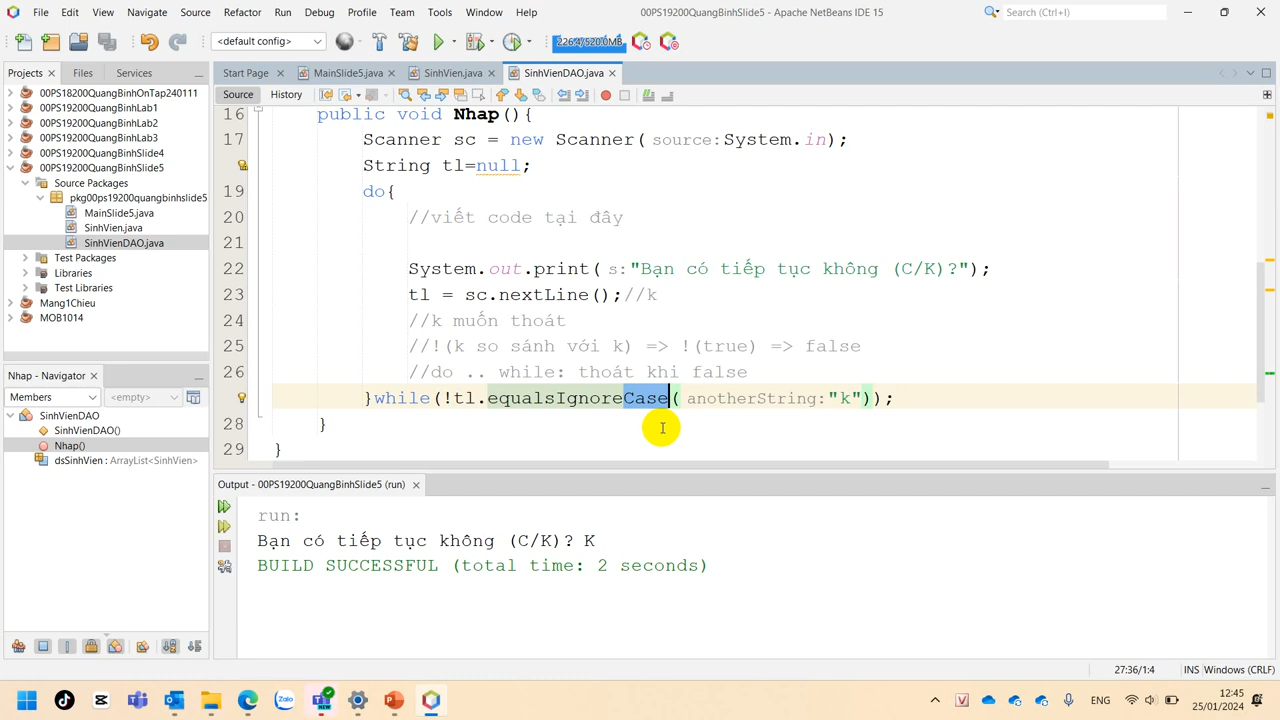 File Edit View Navigate Source Refactor Run Debug Profile Team Tools Window Help 00PS19200QuangBinhSlide5 - Apache NetBeans IDE 15 Search (Ctrl+I)
<default config> 226.4/520.0MB
Projects Files Services Start Page MainSlide5.java SinhVien.java SinhVienDAO.java
00PS18200QuangBinhOnTap240111 Source History
00PS19200QuangBinhLab1
00PS19200QuangBinhLab2
00PS19200QuangBinhLab3
00PS19200QuangBinhSlide4
00PS19200QuangBinhSlide5
Source Packages
pkg00ps19200quangbinhslide5
MainSlide5.java
SinhVien.java
SinhVienDAO.java
Test Packages
Libraries
Test Libraries
Mang1Chieu
MOB1014
16 public void Nhap(){
17 Scanner sc = new Scanner(source:System.in);
String tl=null;
19 do{
20 //viết code tại đây
21
22 System.out.print(s:"Bạn có tiếp tục không (C/K)?");
23 tl = sc.nextLine();//k
24 //k muốn thoát
25 //!(k so sánh với k) => !(true) => false
26 //do .. while: thoát khi false
}while(!tl.equalsIgnoreCase(anotherString:"k"));
28 }
29 }
Nhap - Navigator
Members <empty>
SinhVienDAO
SinhVienDAO()
Nhap()
dsSinhVien : ArrayList<SinhVien>
Output - 00PS19200QuangBinhSlide5 (run)
run:
Bạn có tiếp tục không (C/K)? K
BUILD SUCCESSFUL (total time: 2 seconds)
27:36/1:4 INS Windows (CRLF)
Zalo NEW ENG 12:45
25/01/2024